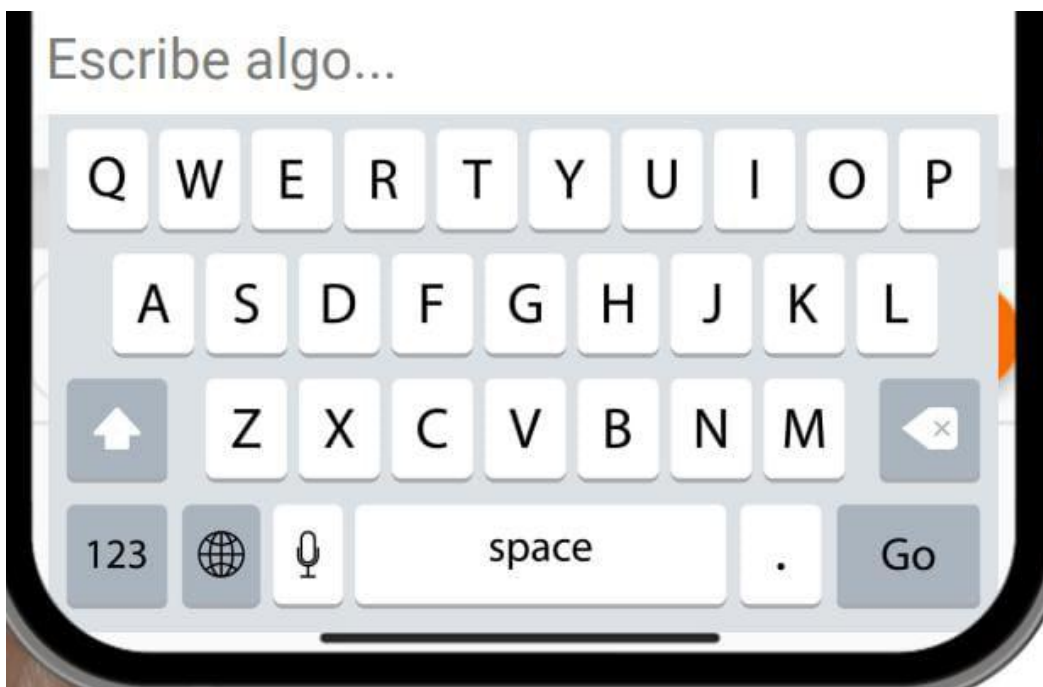 Escribe algo...
Q W E R T Y U I O P
A S D F G H J K L
Z X C V B N M
123 space . Go